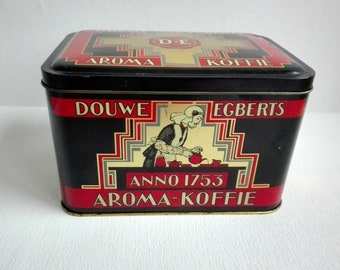 D·E
AROMA KOFFIE
DOUWE EGBERTS
ANNO 1753
AROMA-KOFFIE